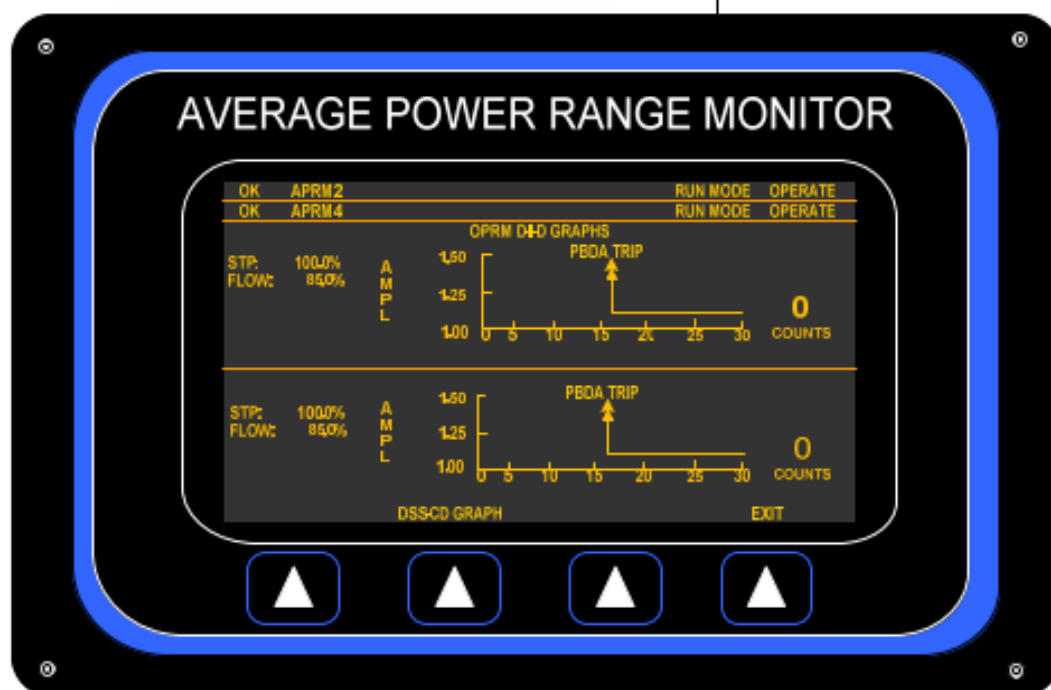 AVERAGE POWER RANGE MONITOR
OK APRM2 RUN MODE OPERATE
OK APRM4 RUN MODE OPERATE
OPRM D-I-D GRAPHS
PBDA TRIP
STP: 100.0%
FLOW: 85.0%
AMPL
1.50
1.25
1.00
0 5 10 15 20 25 30
0
COUNTS
PBDA TRIP
STP: 100.0%
FLOW: 85.0%
AMPL
1.50
1.25
1.00
0 5 10 15 20 25 30
0
COUNTS
DSS-CD GRAPH EXIT